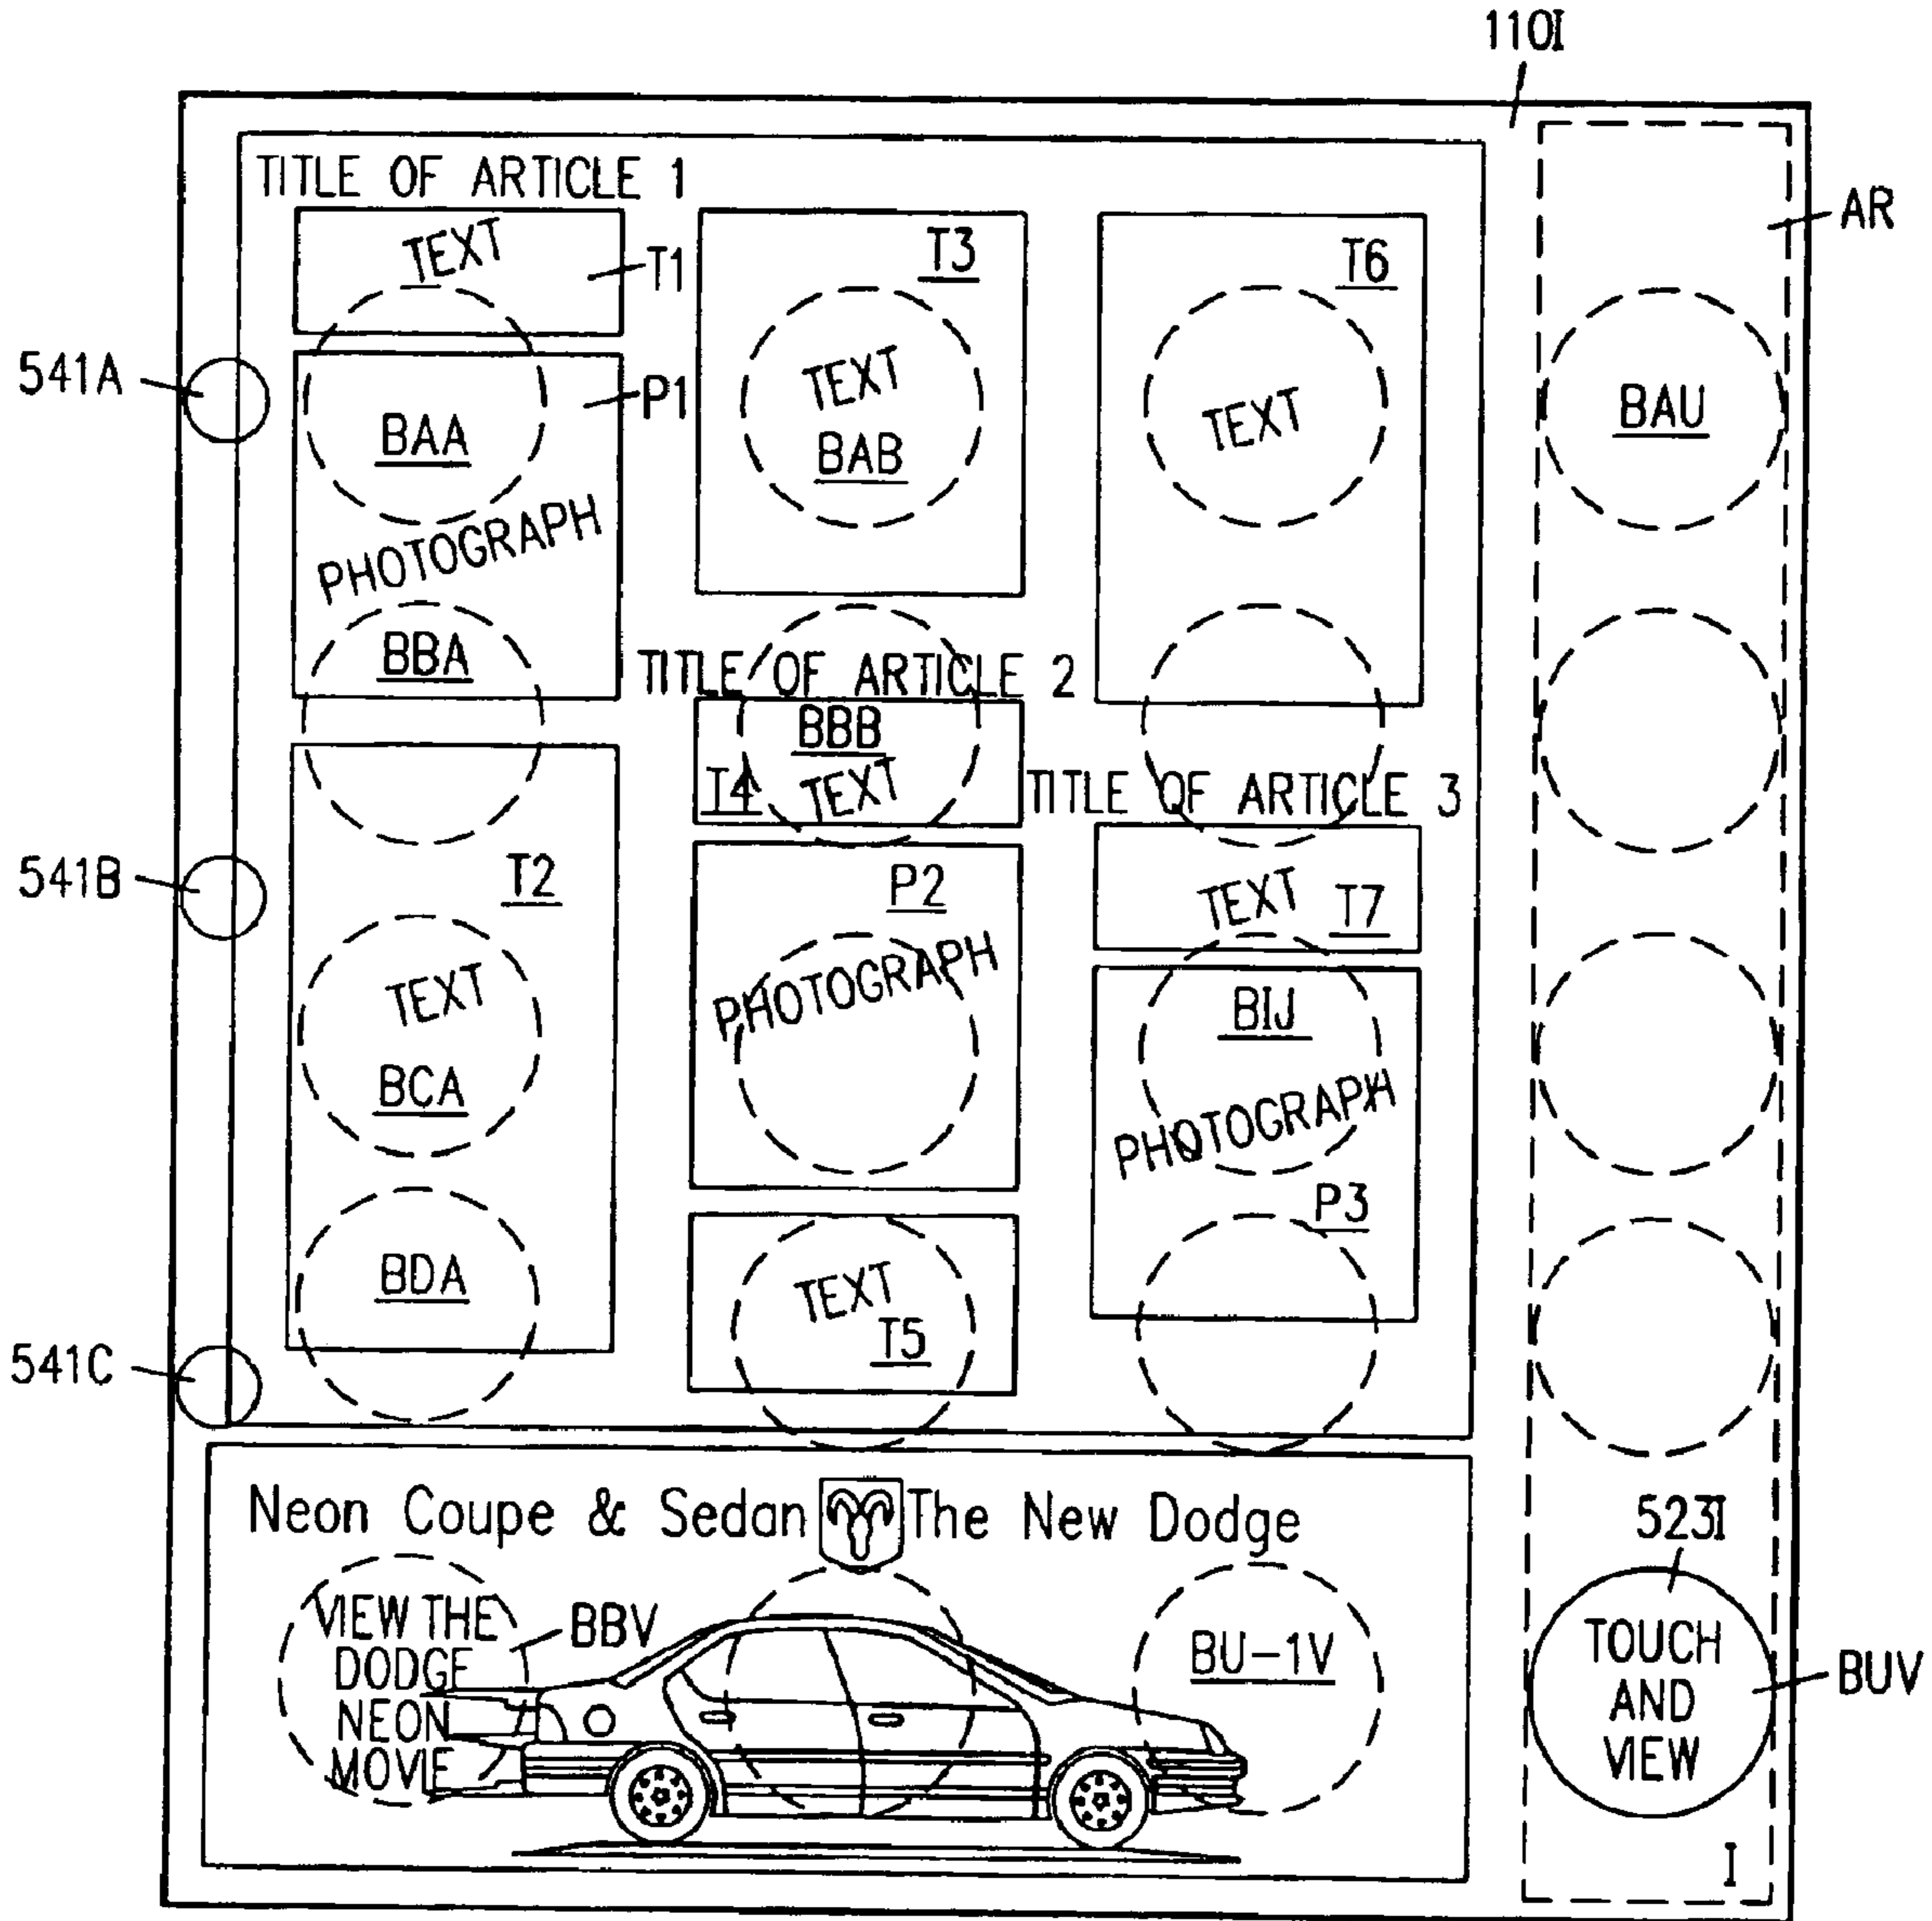 110I
TITLE OF ARTICLE 1
AR
TEXT
T1
T3
T6
541A
P1
BAA
TEXT
BAB
TEXT
BAU
PHOTOGRAPH
BBA
TITLE OF ARTICLE 2
BBB
T4
TEXT
TITLE OF ARTICLE 3
541B
T2
P2
TEXT
T7
TEXT
BCA
PHOTOGRAPH
BIJ
PHOTOGRAPH
P3
BDA
TEXT
T5
541C
Neon Coupe & Sedan The New Dodge
523I
VIEW THE
DODGE
NEON
MOVIE
BBV
BU-1V
TOUCH
AND
VIEW
BUV
I